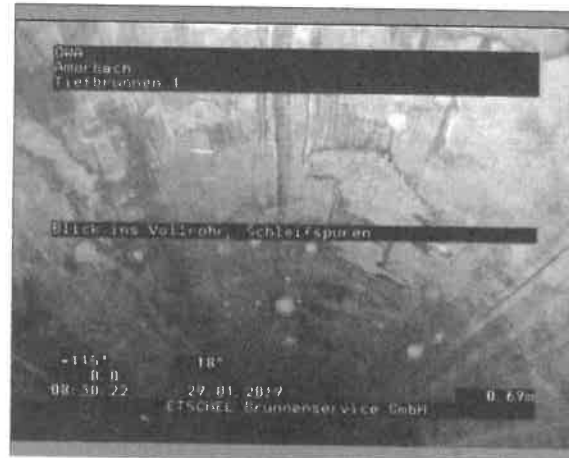 OWA
Amorbach
Tiefbrunnen 1
Blick ins Vollrohr, Schleifspuren
18°
0.0
08:30:22 29.01.2019 0.69m
ETSCHEL Brunnenservice GmbH